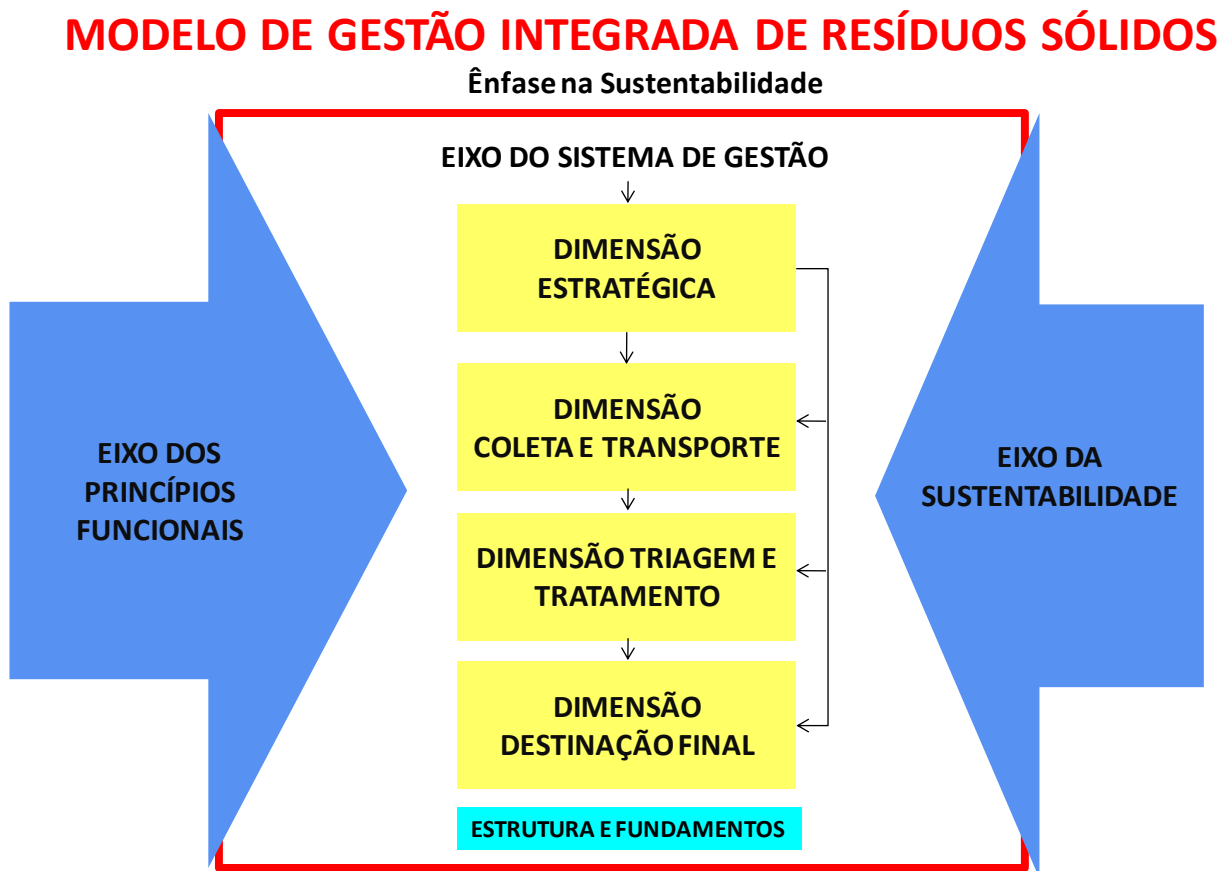 MODELO DE GESTÃO INTEGRADA DE RESÍDUOS SÓLIDOS
Ênfase na Sustentabilidade
EIXO DO SISTEMA DE GESTÃO
DIMENSÃO
ESTRATÉGICA
DIMENSÃO
COLETA E TRANSPORTE
DIMENSÃO TRIAGEM E
TRATAMENTO
DIMENSÃO
DESTINAÇÃO FINAL
ESTRUTURA E FUNDAMENTOS
EIXO DOS
PRINCÍPIOS
FUNCIONAIS
EIXO DA
SUSTENTABILIDADE